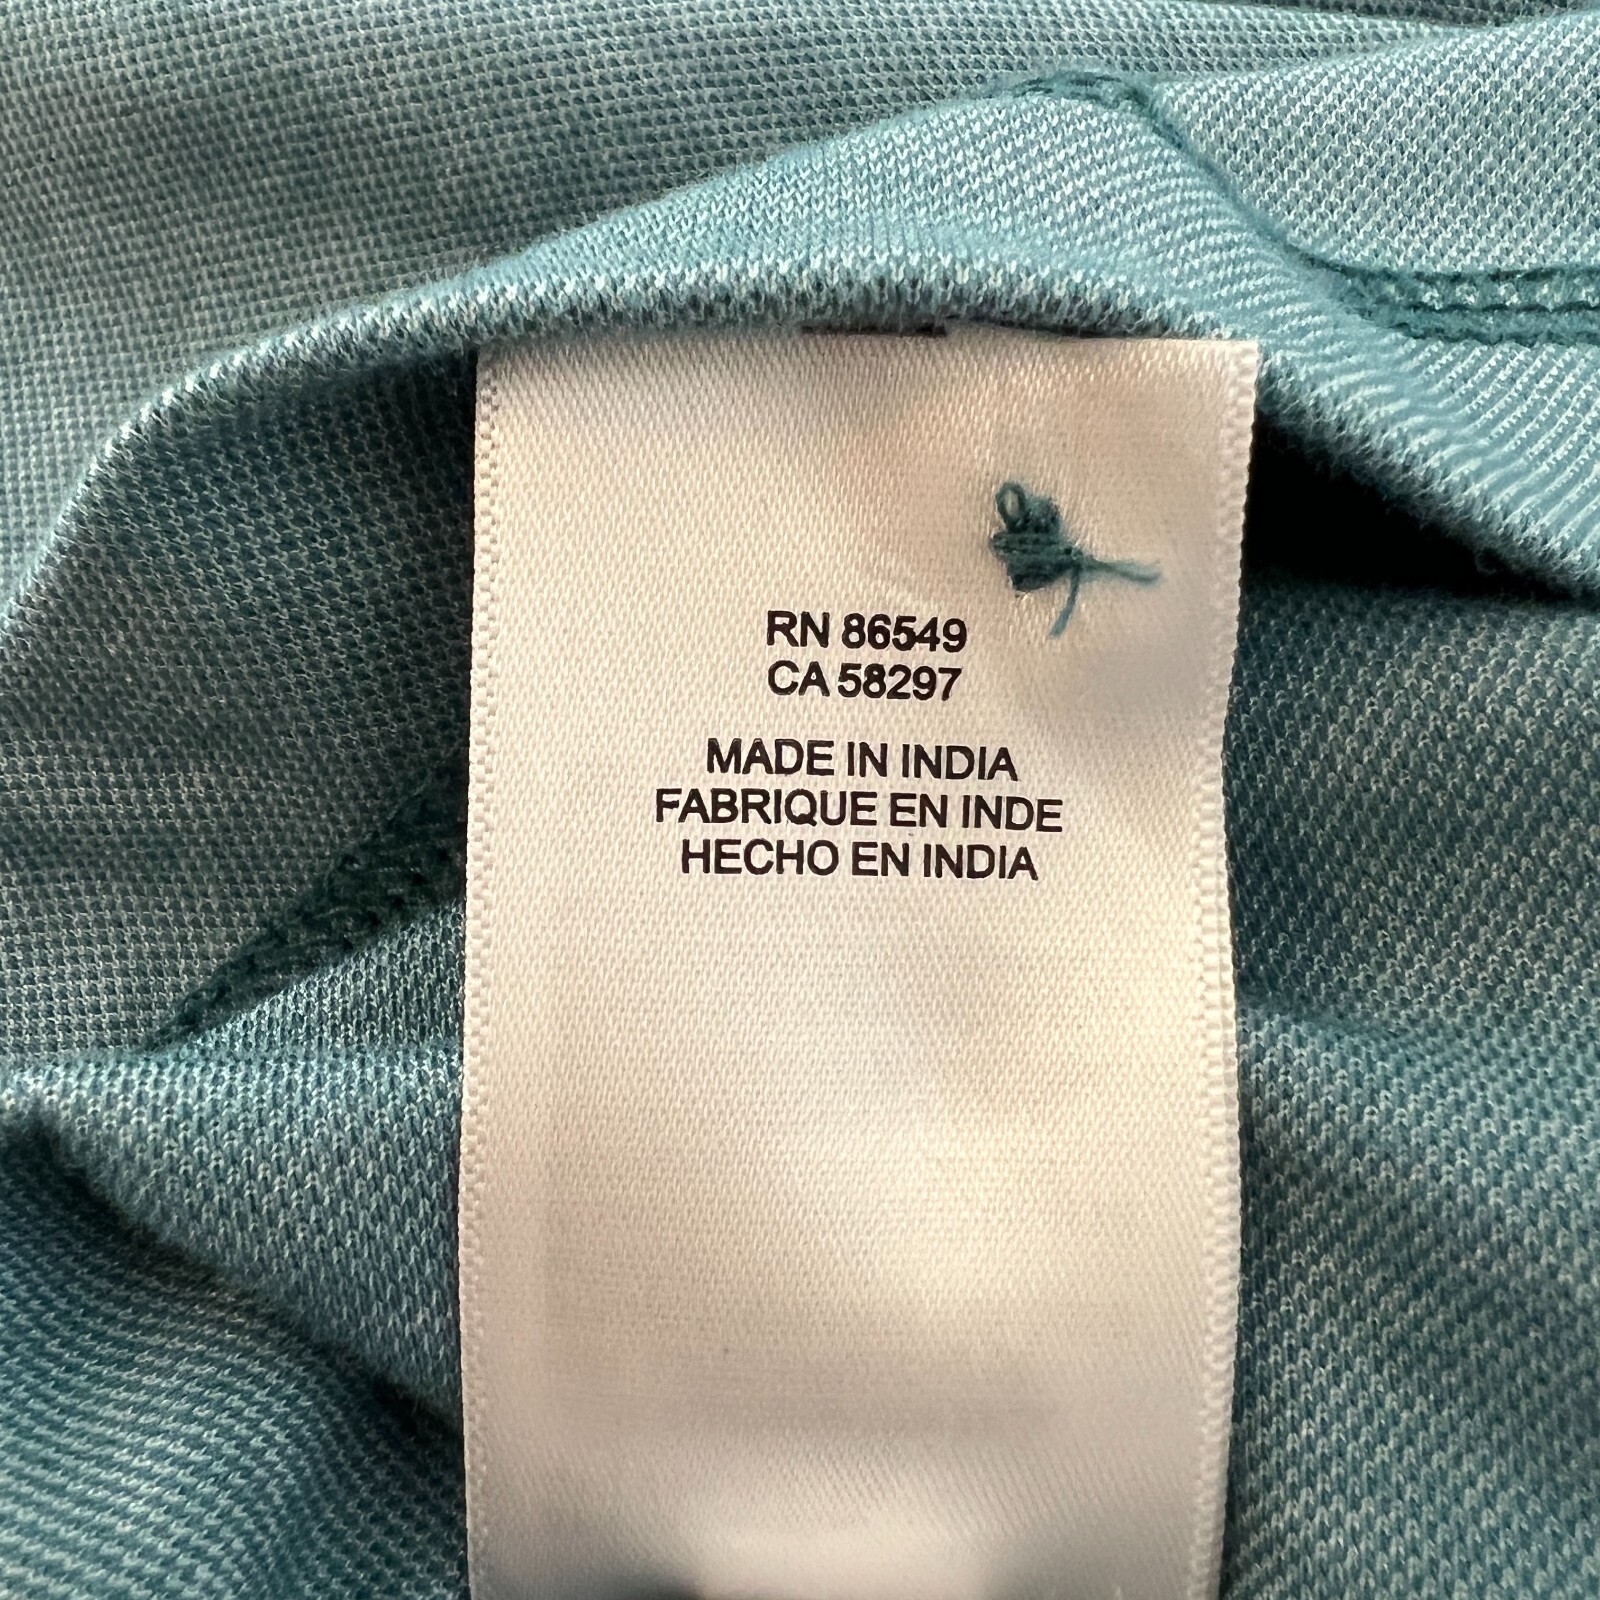 RN 86549
CA 58297
MADE IN INDIA
FABRIQUE EN INDE
HECHO EN INDIA